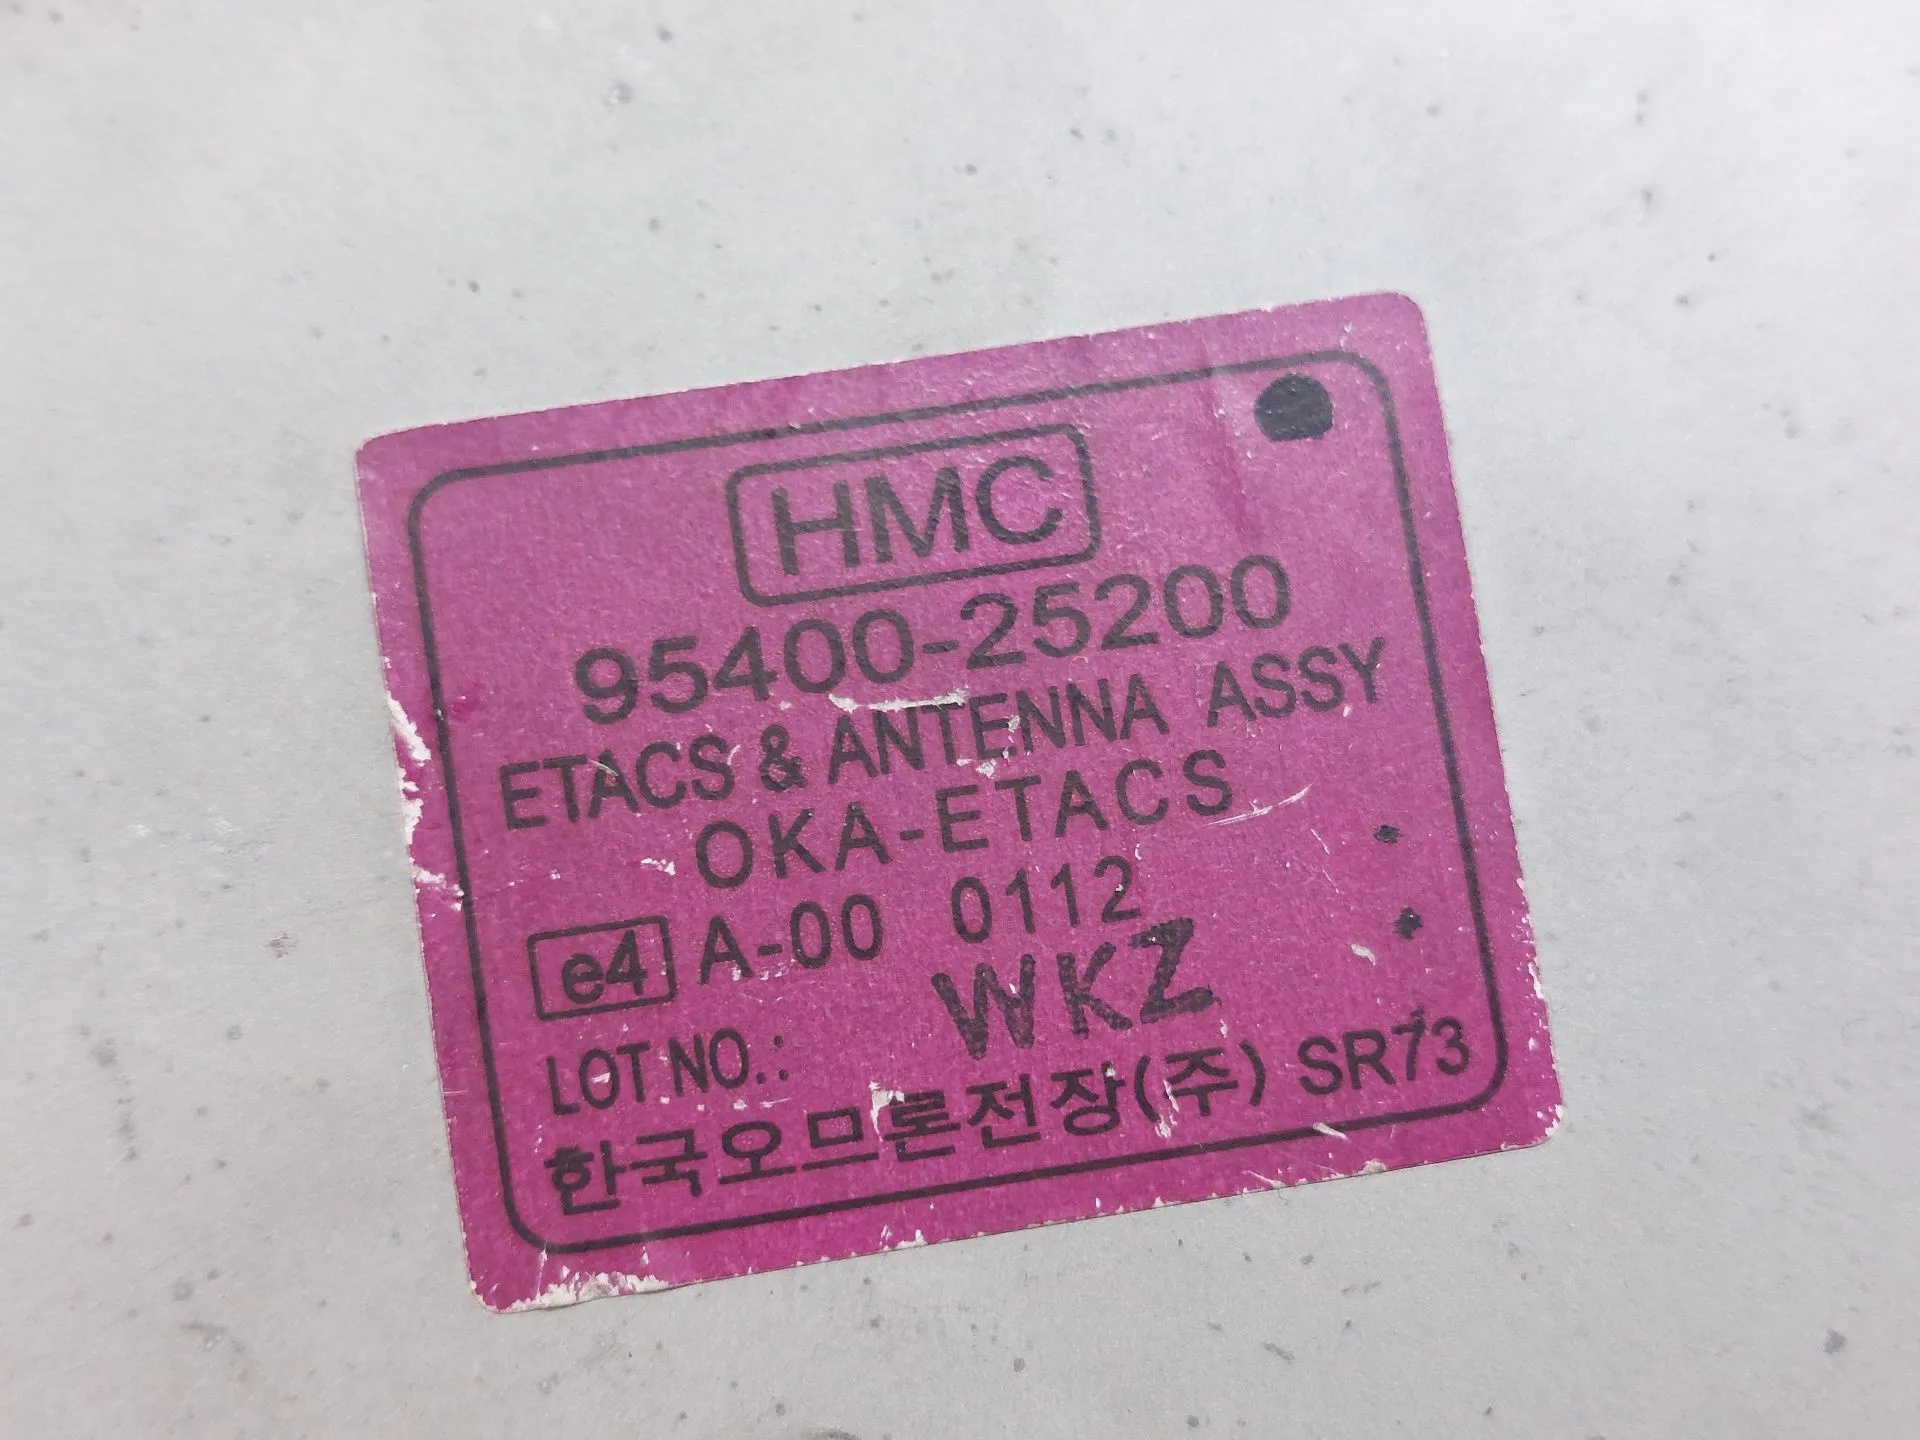 HMC
95400-25200
ETACS & ANTENNA ASSY
OKA-ETACS
e4 A-00 0112
LOT NO.: WKZ
한국오므론전장(주) SR73